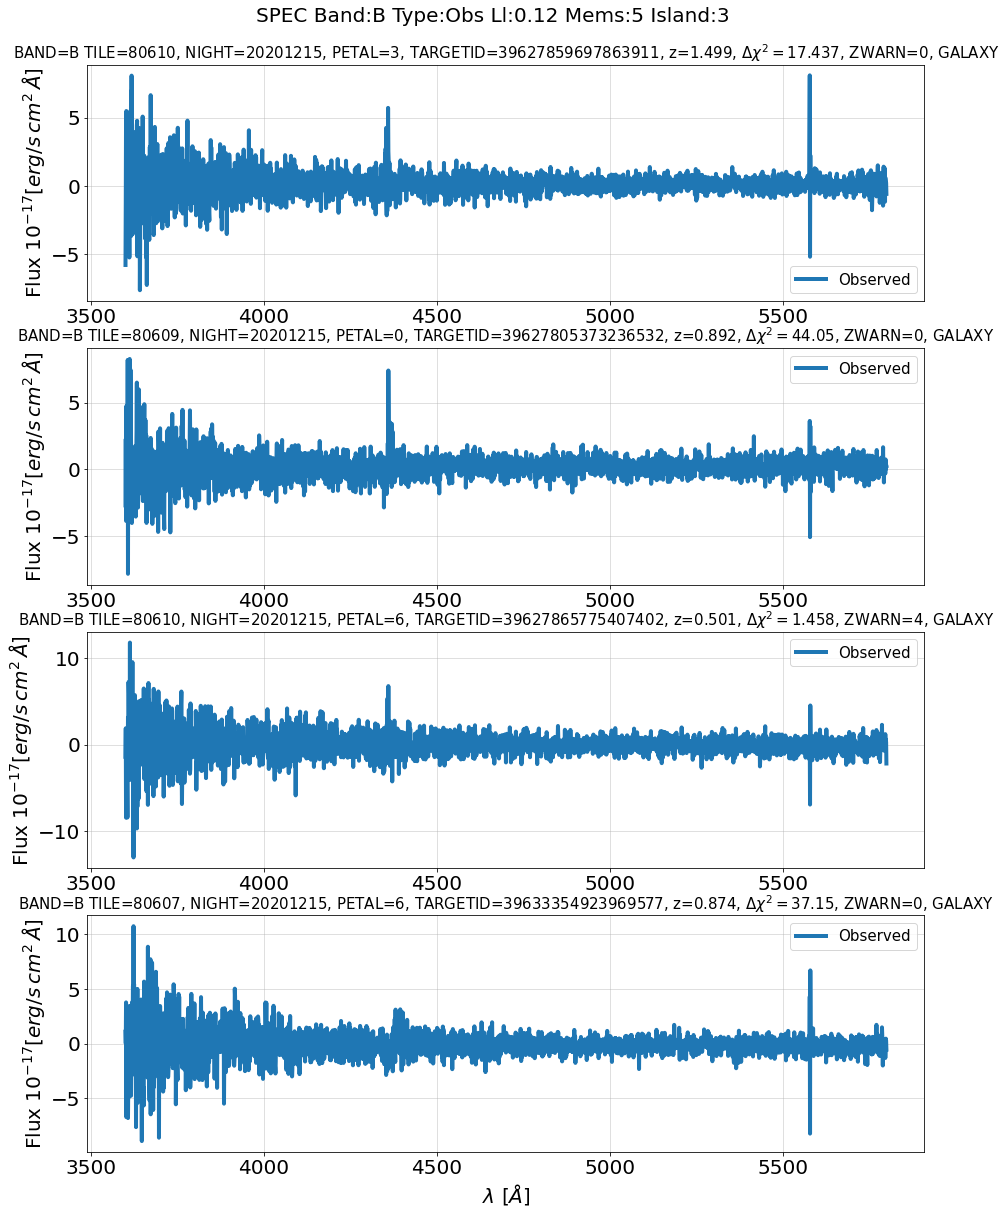 SPEC Band:B Type:Obs Ll:0.12 Mems:5 Island:3
BAND=B TILE=80610, NIGHT=20201215, PETAL=3, TARGETID=39627859697863911, z=1.499, Δχ² = 17.437, ZWARN=0, GALAXY
Flux 10⁻¹⁷[erg/s cm² Å]
5
0
−5
Observed
3500 4000 4500 5000 5500
BAND=B TILE=80609, NIGHT=20201215, PETAL=0, TARGETID=39627805373236532, z=0.892, Δχ² = 44.05, ZWARN=0, GALAXY
Flux 10⁻¹⁷[erg/s cm² Å]
5
0
−5
Observed
3500 4000 4500 5000 5500
BAND=B TILE=80610, NIGHT=20201215, PETAL=6, TARGETID=39627865775407402, z=0.501, Δχ² = 1.458, ZWARN=4, GALAXY
Flux 10⁻¹⁷[erg/s cm² Å]
10
0
−10
Observed
3500 4000 4500 5000 5500
BAND=B TILE=80607, NIGHT=20201215, PETAL=6, TARGETID=39633354923969577, z=0.874, Δχ² = 37.15, ZWARN=0, GALAXY
Flux 10⁻¹⁷[erg/s cm² Å]
10
5
0
−5
Observed
3500 4000 4500 5000 5500
λ [Å]